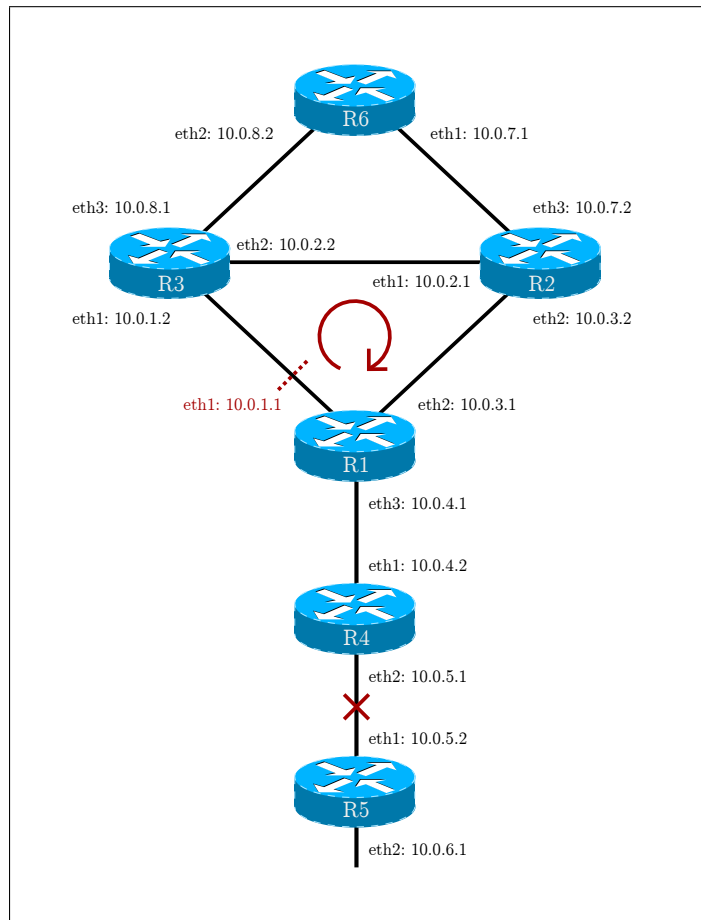 R6
eth2: 10.0.8.2
eth1: 10.0.7.1
eth3: 10.0.8.1
eth3: 10.0.7.2
eth2: 10.0.2.2
R3
eth1: 10.0.2.1
R2
eth1: 10.0.1.2
eth2: 10.0.3.2
eth1: 10.0.1.1
eth2: 10.0.3.1
R1
eth3: 10.0.4.1
eth1: 10.0.4.2
R4
eth2: 10.0.5.1
eth1: 10.0.5.2
R5
eth2: 10.0.6.1